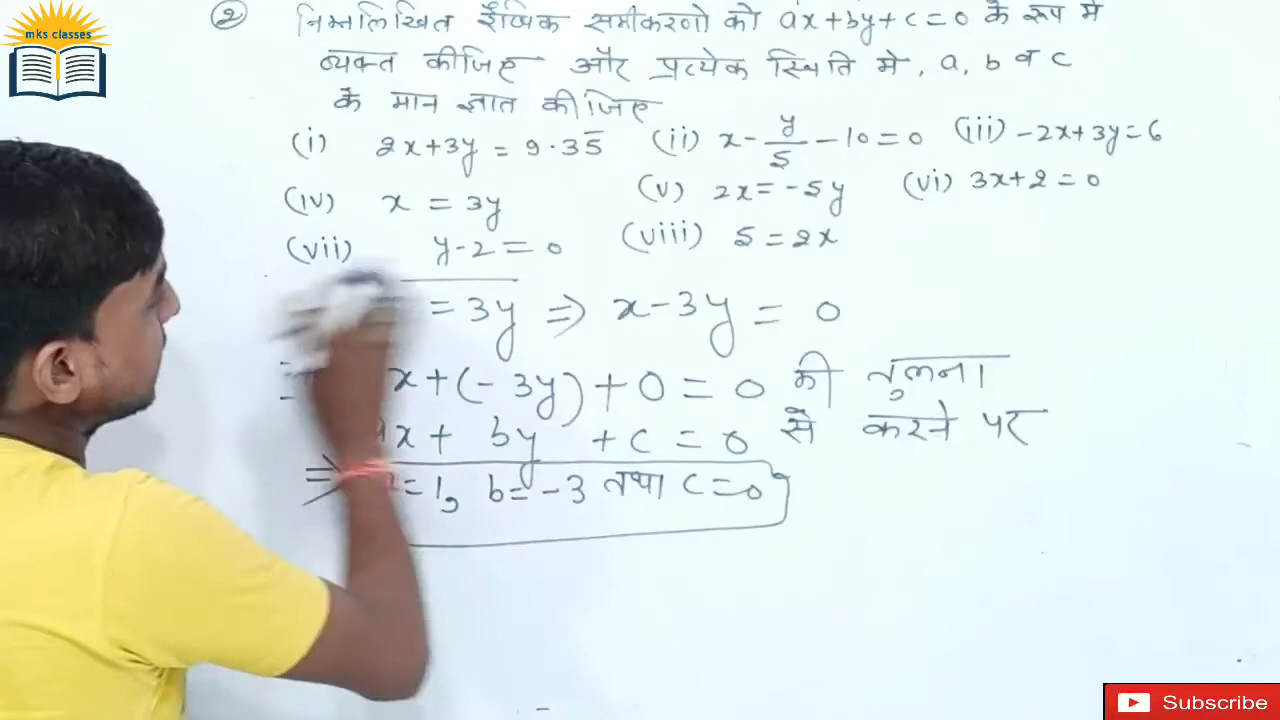 mks classes
② निम्नलिखित रैखिक समीकरणो को ax+by+c=0 के रूप मे
व्यक्त कीजिए और प्रत्येक स्थिति मे, a, b व c
के मान ज्ञात कीजिए
(i) 2x+3y = 9.35̅ (ii) x - y/5 - 10 = 0 (iii) -2x+3y=6
(iv) x = 3y (v) 2x = -5y (vi) 3x+2 = 0
(vii) y-2 = 0 (viii) 5 = 2x
= 3y ⇒ x-3y = 0
x+(-3y)+0 = 0 की तुलना
ax+ by +c = 0 से करने पर
⇒ a=1, b=-3 तथा c=0
Subscribe